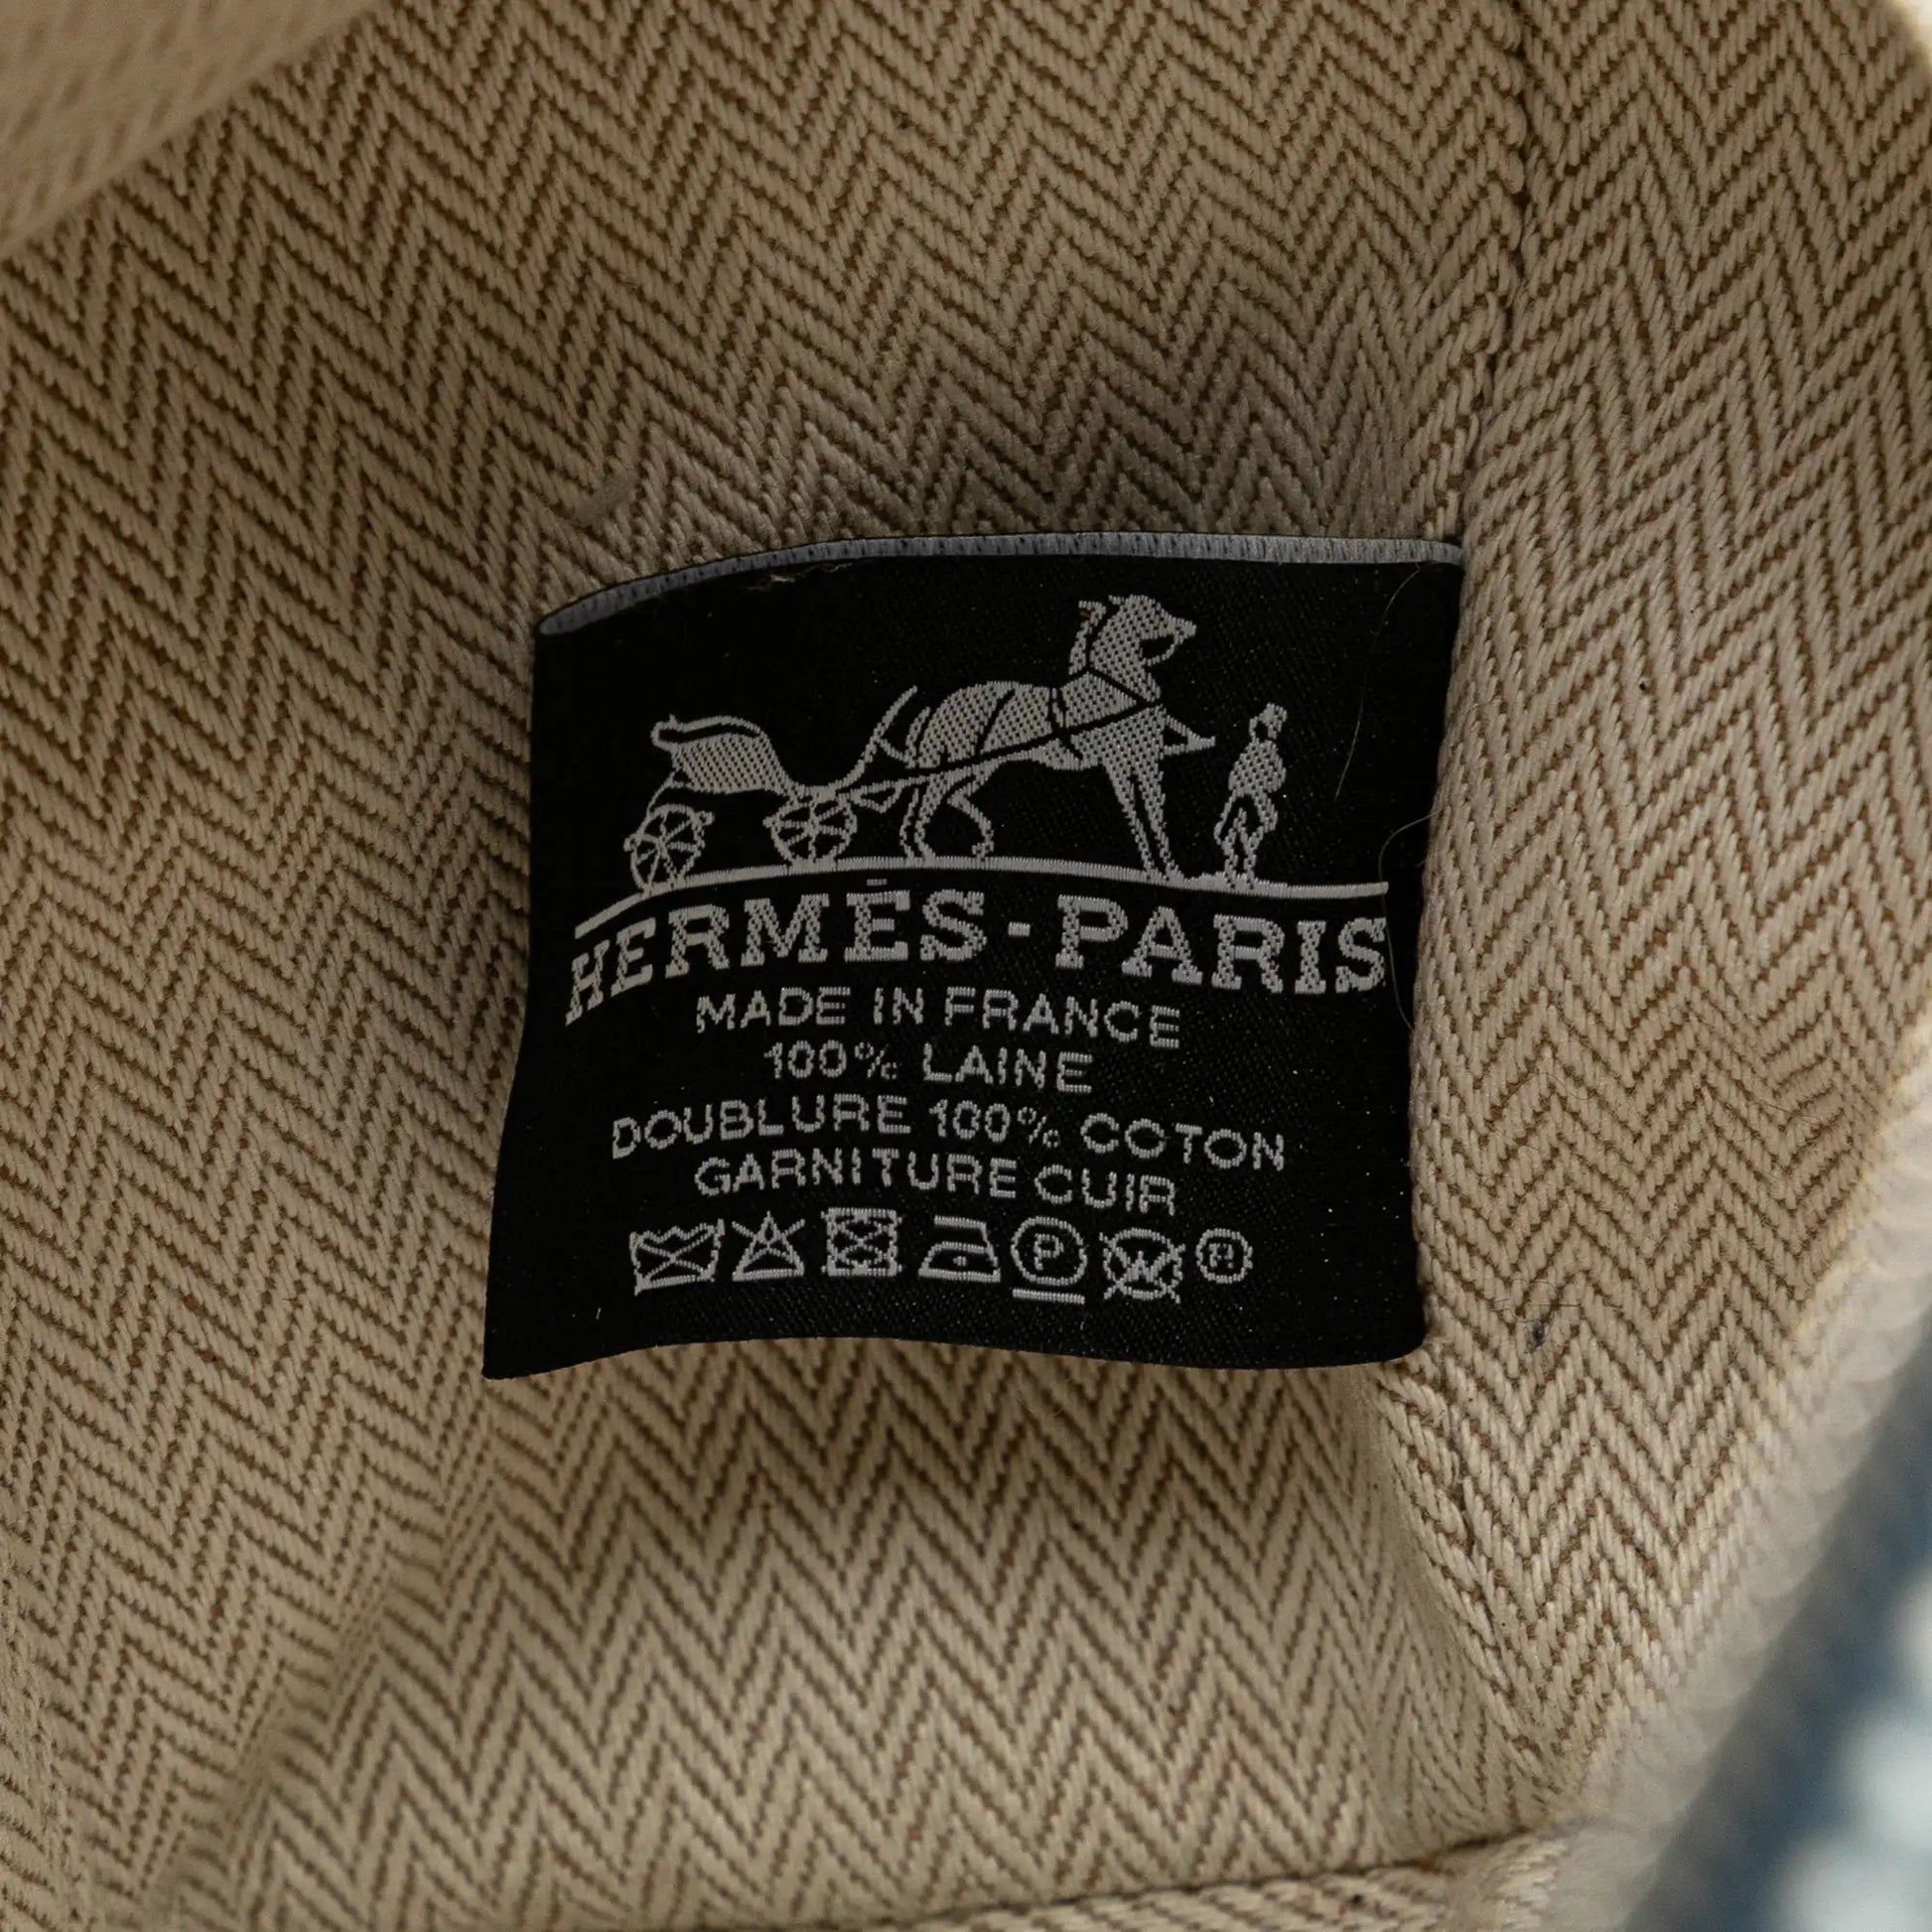 HERMÈS-PARIS
MADE IN FRANCE
100% LAINE
DOUBLURE 100% COTON
GARNITURE CUIR
P W